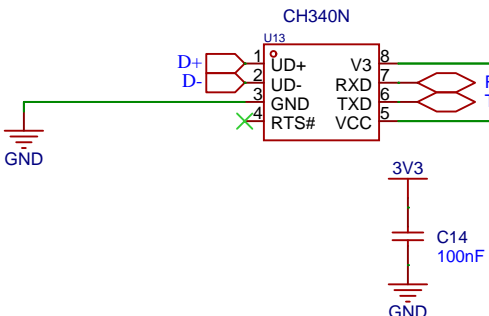 CH340N
U13
D+ 1 UD+ V3 8
D- 2 UD- RXD 7
3 GND TXD 6
4 RTS# VCC 5
GND
3V3
C14
100nF
GND